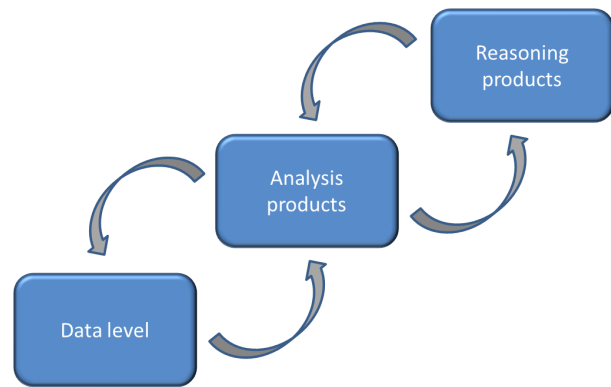 Reasoning
products
Analysis
products
Data level